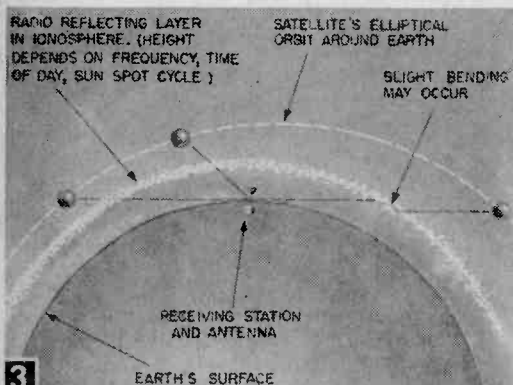 RADIO REFLECTING LAYER
IN IONOSPHERE. (HEIGHT
DEPENDS ON FREQUENCY, TIME
OF DAY, SUN SPOT CYCLE)
SATELLITE'S ELLIPTICAL
ORBIT AROUND EARTH
SLIGHT BENDING
MAY OCCUR
RECEIVING STATION
AND ANTENNA
EARTH'S SURFACE
3